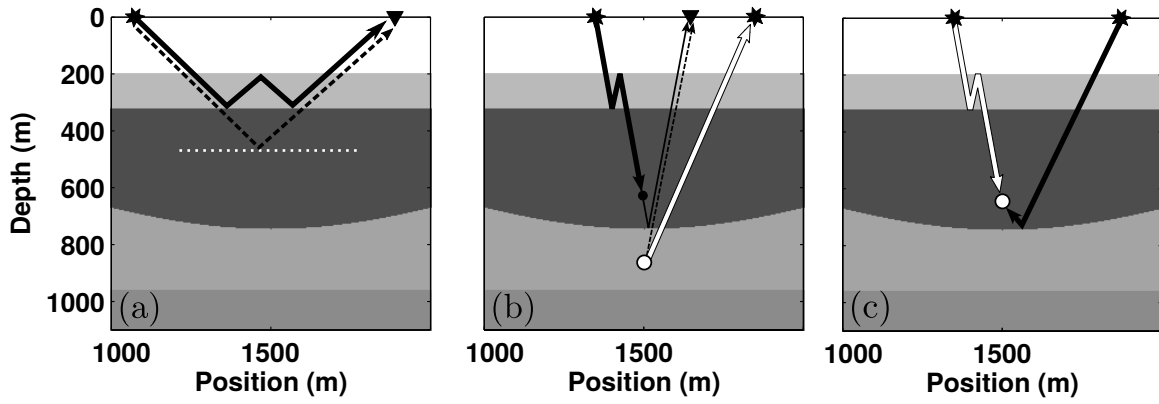 0
200
400
600
800
1000
Depth (m)
(a)
1000 1500
Position (m)
(b)
1000 1500
Position (m)
(c)
1000 1500
Position (m)